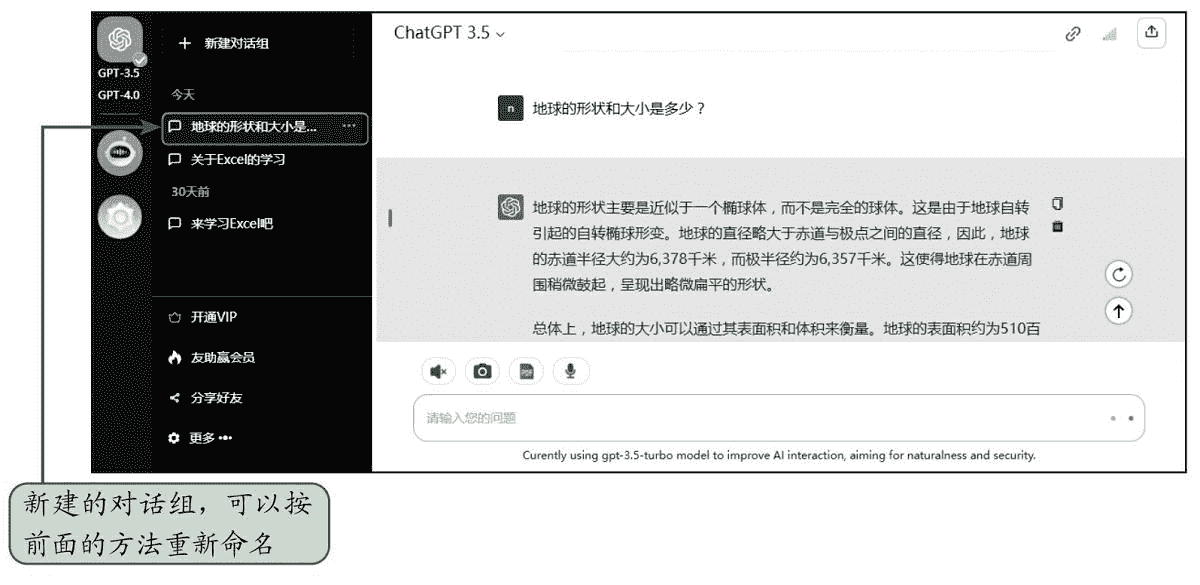 GPT-3.5
GPT-4.0
+ 新建对话组
今天
地球的形状和大小是...
关于Excel的学习
30天前
来学习Excel吧
开通VIP
友助赢会员
分享好友
更多
ChatGPT 3.5
n
地球的形状和大小是多少？
地球的形状主要是近似于一个椭球体，而不是完全的球体。这是由于地球自转
引起的自转椭球形变。地球的直径略大于赤道与极点之间的直径，因此，地球
的赤道半径大约为6,378千米，而极半径约为6,357千米。这使得地球在赤道周
围稍微鼓起，呈现出略微扁平的形状。
总体上，地球的大小可以通过其表面积和体积来衡量。地球的表面积约为510百
PDF
请输入您的问题
Curently using gpt-3.5-turbo model to improve AI interaction, aiming for naturalness and security.
新建的对话组，可以按
前面的方法重新命名